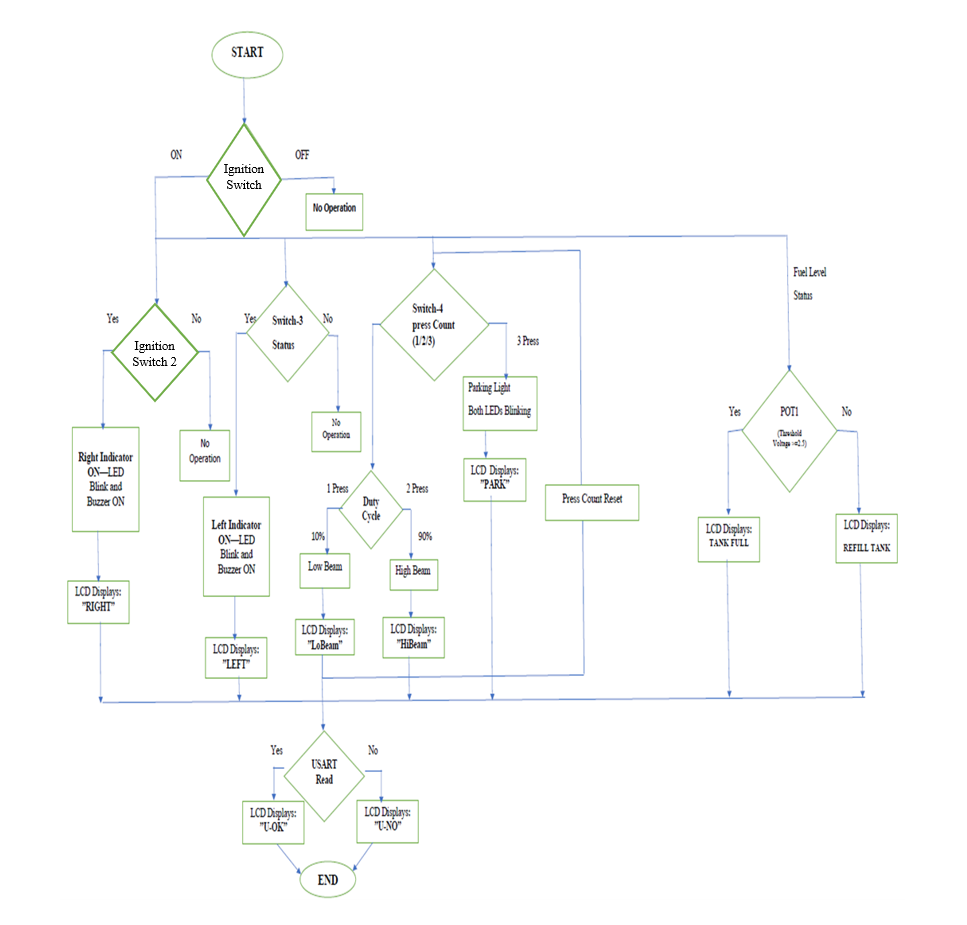 START
ON
OFF
Ignition
Switch
No Operation
Fuel Level
Status
Yes
No
Ignition
Switch 2
Yes
No
Switch-3
Status
Switch-4
press Count
(1/2/3)
3 Press
Parking Light
Both LEDs Blinking
Yes
No
POT1
(Threshold
Voltage >=2.5)
No
Operation
No
Operation
Right Indicator
ON—LED
Blink and
Buzzer ON
LCD Displays:
"PARK"
1 Press
2 Press
Duty
Cycle
Press Count Reset
Left Indicator
ON—LED
Blink and
Buzzer ON
10%
90%
LCD Displays:
TANK FULL
LCD Displays:
REFILL TANK
Low Beam
High Beam
LCD Displays:
"RIGHT"
LCD Displays:
"LoBeam"
LCD Displays:
"HiBeam"
LCD Displays:
"LEFT"
Yes
No
USART
Read
LCD Displays:
"U-OK"
LCD Displays:
"U-NO"
END